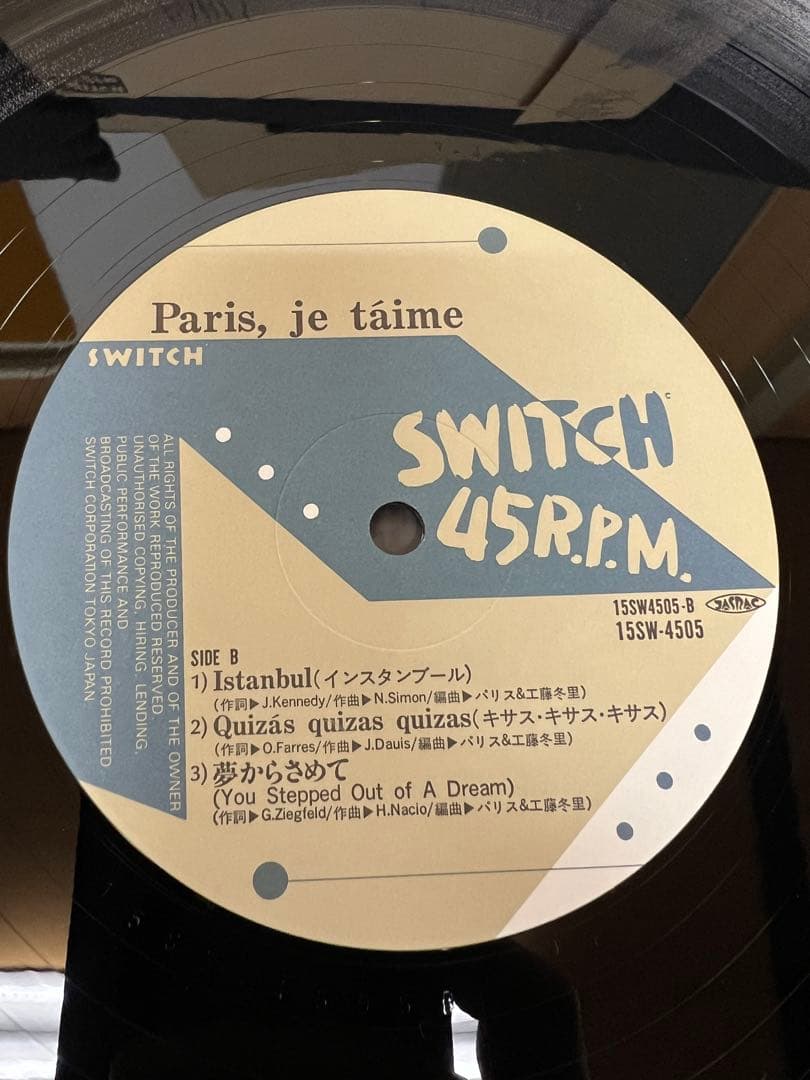 Paris, je táime
SWITCH
SWITCH
45R.P.M.
15SW4505-B JASRAC
15SW-4505
SIDE B
1) Istanbul(インスタンブール)
(作詞▶J.Kennedy/作曲▶N.Simon/編曲▶パリス&工藤冬里)
2) Quizás quizas quizas(キサス・キサス・キサス)
(作詞▶O.Farres/作曲▶J.Dauis/編曲▶パリス&工藤冬里)
3) 夢からさめて
(You Stepped Out of A Dream)
(作詞▶G.Ziegfeld/作曲▶H.Nacio/編曲▶パリス&工藤冬里)
ALL RIGHTS OF THE PRODUCER AND OF THE OWNER
OF THE WORK REPRODUCED RESERVED
UNAUTHORISED COPYING, HIRING, LENDING,
PUBLIC PERFORMANCE AND
BROADCASTING OF THIS RECORD PROHIBITED
SWITCH CORPORATION TOKYO JAPAN